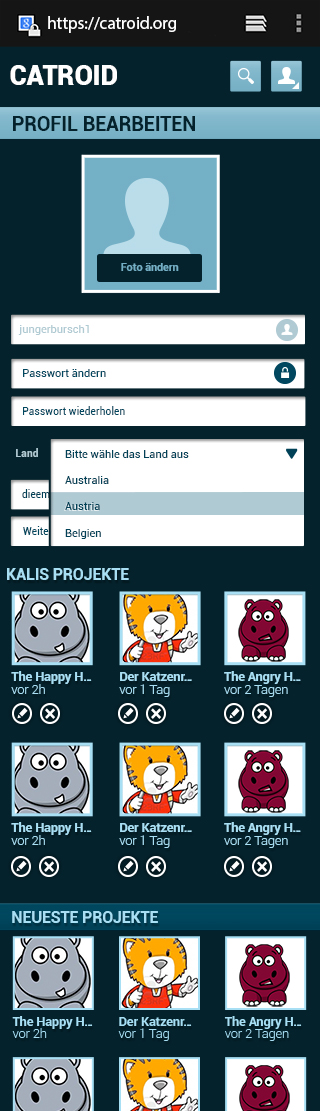 https://catroid.org
CATROID
PROFIL BEARBEITEN
Foto ändern
jungerbursch1
Passwort ändern
Passwort wiederholen
Land
Bitte wähle das Land aus
Australia
Austria
Belgien
dieem
Weite
KALIS PROJEKTE
The Happy H... Der Katzenr... The Angry H...
vor 2h vor 1 Tag vor 2 Tagen
The Happy H... Der Katzenr... The Angry H...
vor 2h vor 1 Tag vor 2 Tagen
NEUESTE PROJEKTE
The Happy H... Der Katzenr... The Angry H...
vor 2h vor 1 Tag vor 2 Tagen